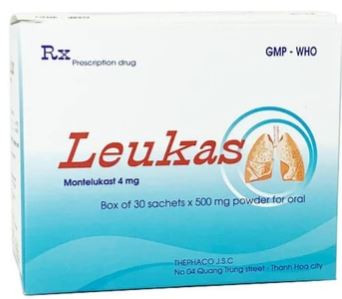 Rx
Prescription drug
GMP - WHO
Leukas
Montelukast 4 mg
Box of 30 sachets x 500 mg powder for oral
THEPHACO J.S.C
No 04 Quang Trung street - Thanh Hoa city